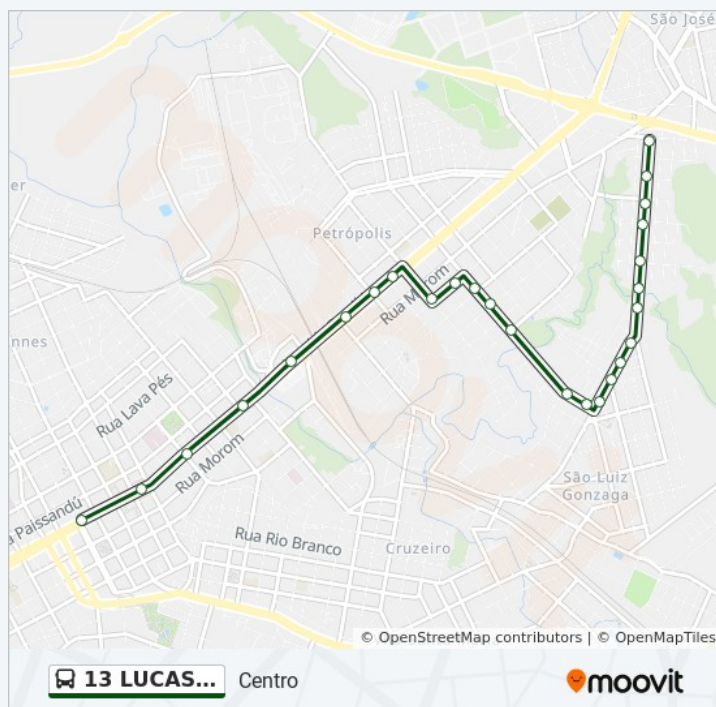 São José
er
Petrópolis
Rua Morom
nnes
Rua Lava Pés
Rua Morom
a Paissandú
São Luiz
Gonzaga
Rua Rio Branco
Cruzeiro
© OpenStreetMap contributors | © OpenMapTiles
13 LUCAS... Centro moovit